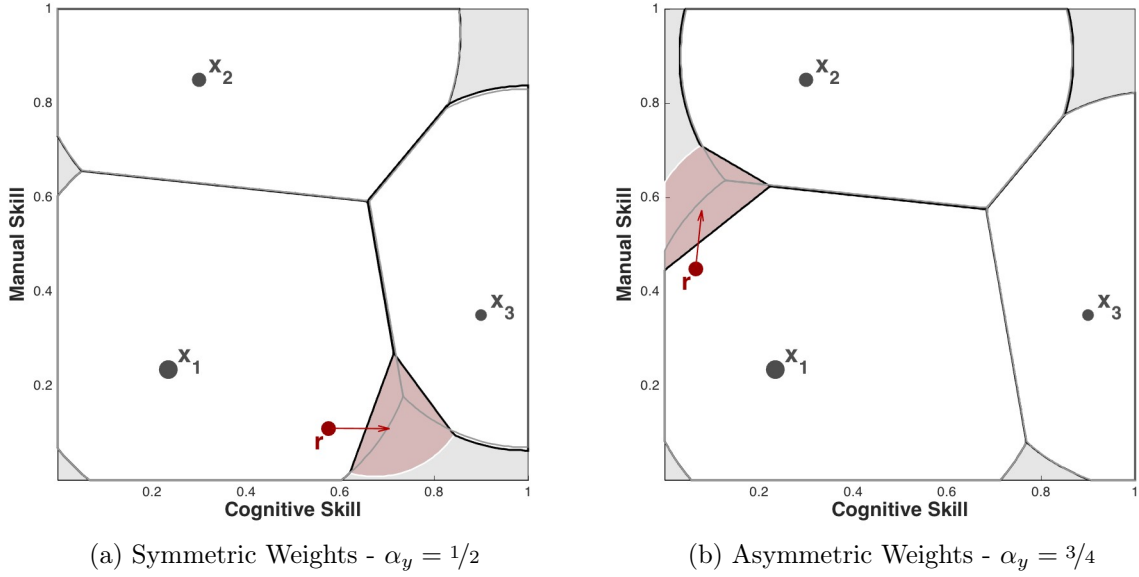 1
0.8
0.6
0.4
0.2
0.2
0.4
0.6
0.8
1
Manual Skill
Cognitive Skill
x2
x3
x1
r
(a) Symmetric Weights - αy = 1/2
1
0.8
0.6
0.4
0.2
0.2
0.4
0.6
0.8
1
Manual Skill
Cognitive Skill
x2
x3
x1
r
(b) Asymmetric Weights - αy = 3/4